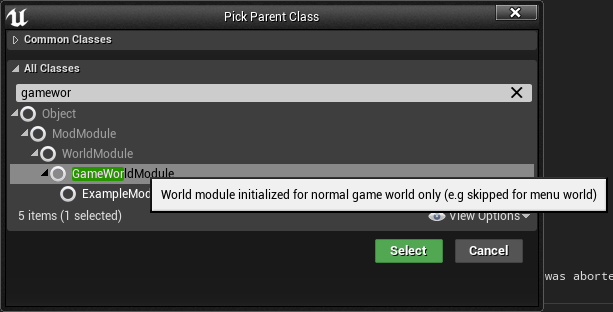 Pick Parent Class
Common Classes
All Classes
gamewor
Object
ModModule
WorldModule
GameWorldModule
ExampleMod
World module initialized for normal game world only (e.g skipped for menu world)
5 items (1 selected)
View Options
Select
Cancel
was aborte